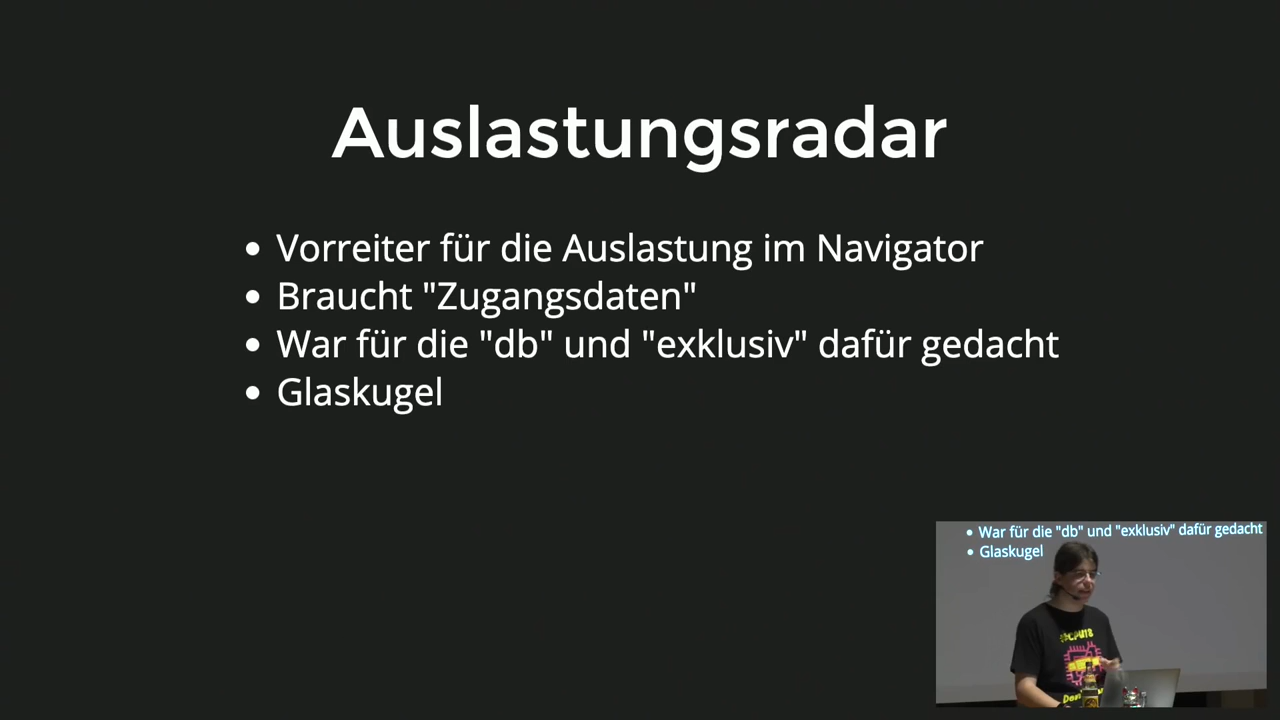 Auslastungsradar
Vorreiter für die Auslastung im Navigator
Braucht "Zugangsdaten"
War für die "db" und "exklusiv" dafür gedacht
Glaskugel
War für die "db" und "exklusiv" dafür gedacht
Glaskugel